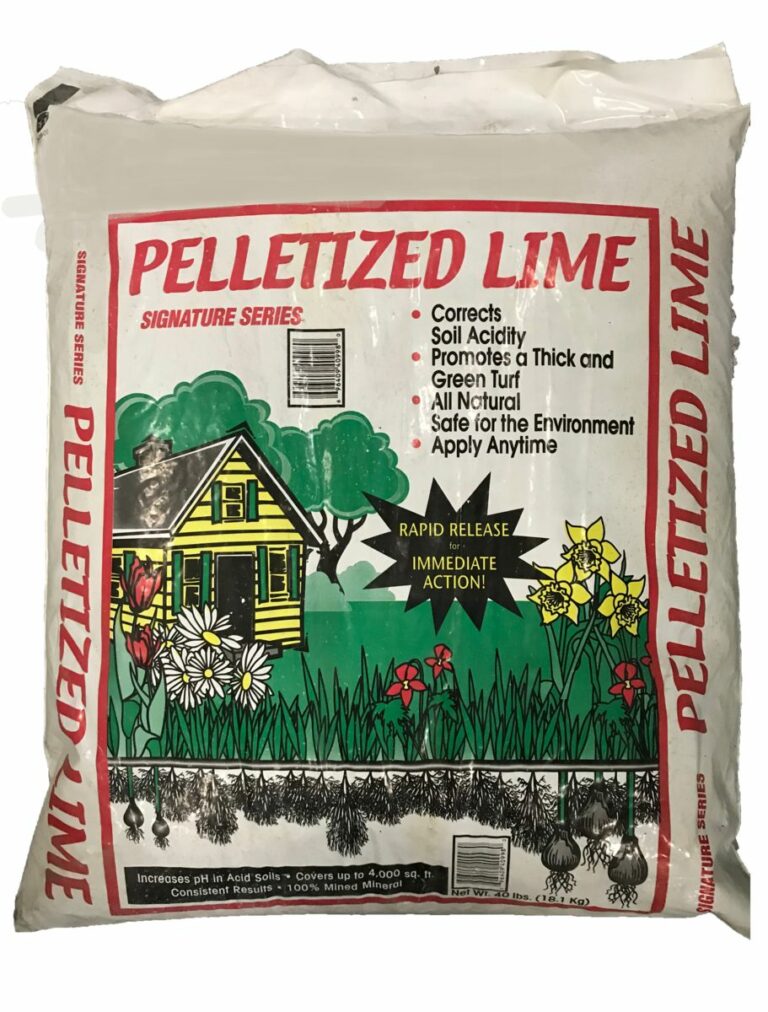 PELLETIZED LIME
SIGNATURE SERIES
• Corrects
Soil Acidity
• Promotes a Thick and
Green Turf
• All Natural
Safe for the Environment
• Apply Anytime
RAPID RELEASE
for
IMMEDIATE
ACTION!
Increases pH in Acid Soils • Covers up to 4,000 sq. ft.
Consistent Results • 100% Mined Mineral
Net Wt. 40 lbs. (18.1 Kg)
SIGNATURE SERIES
PELLETIZED LIME
PELLETIZED LIME
SIGNATURE SERIES